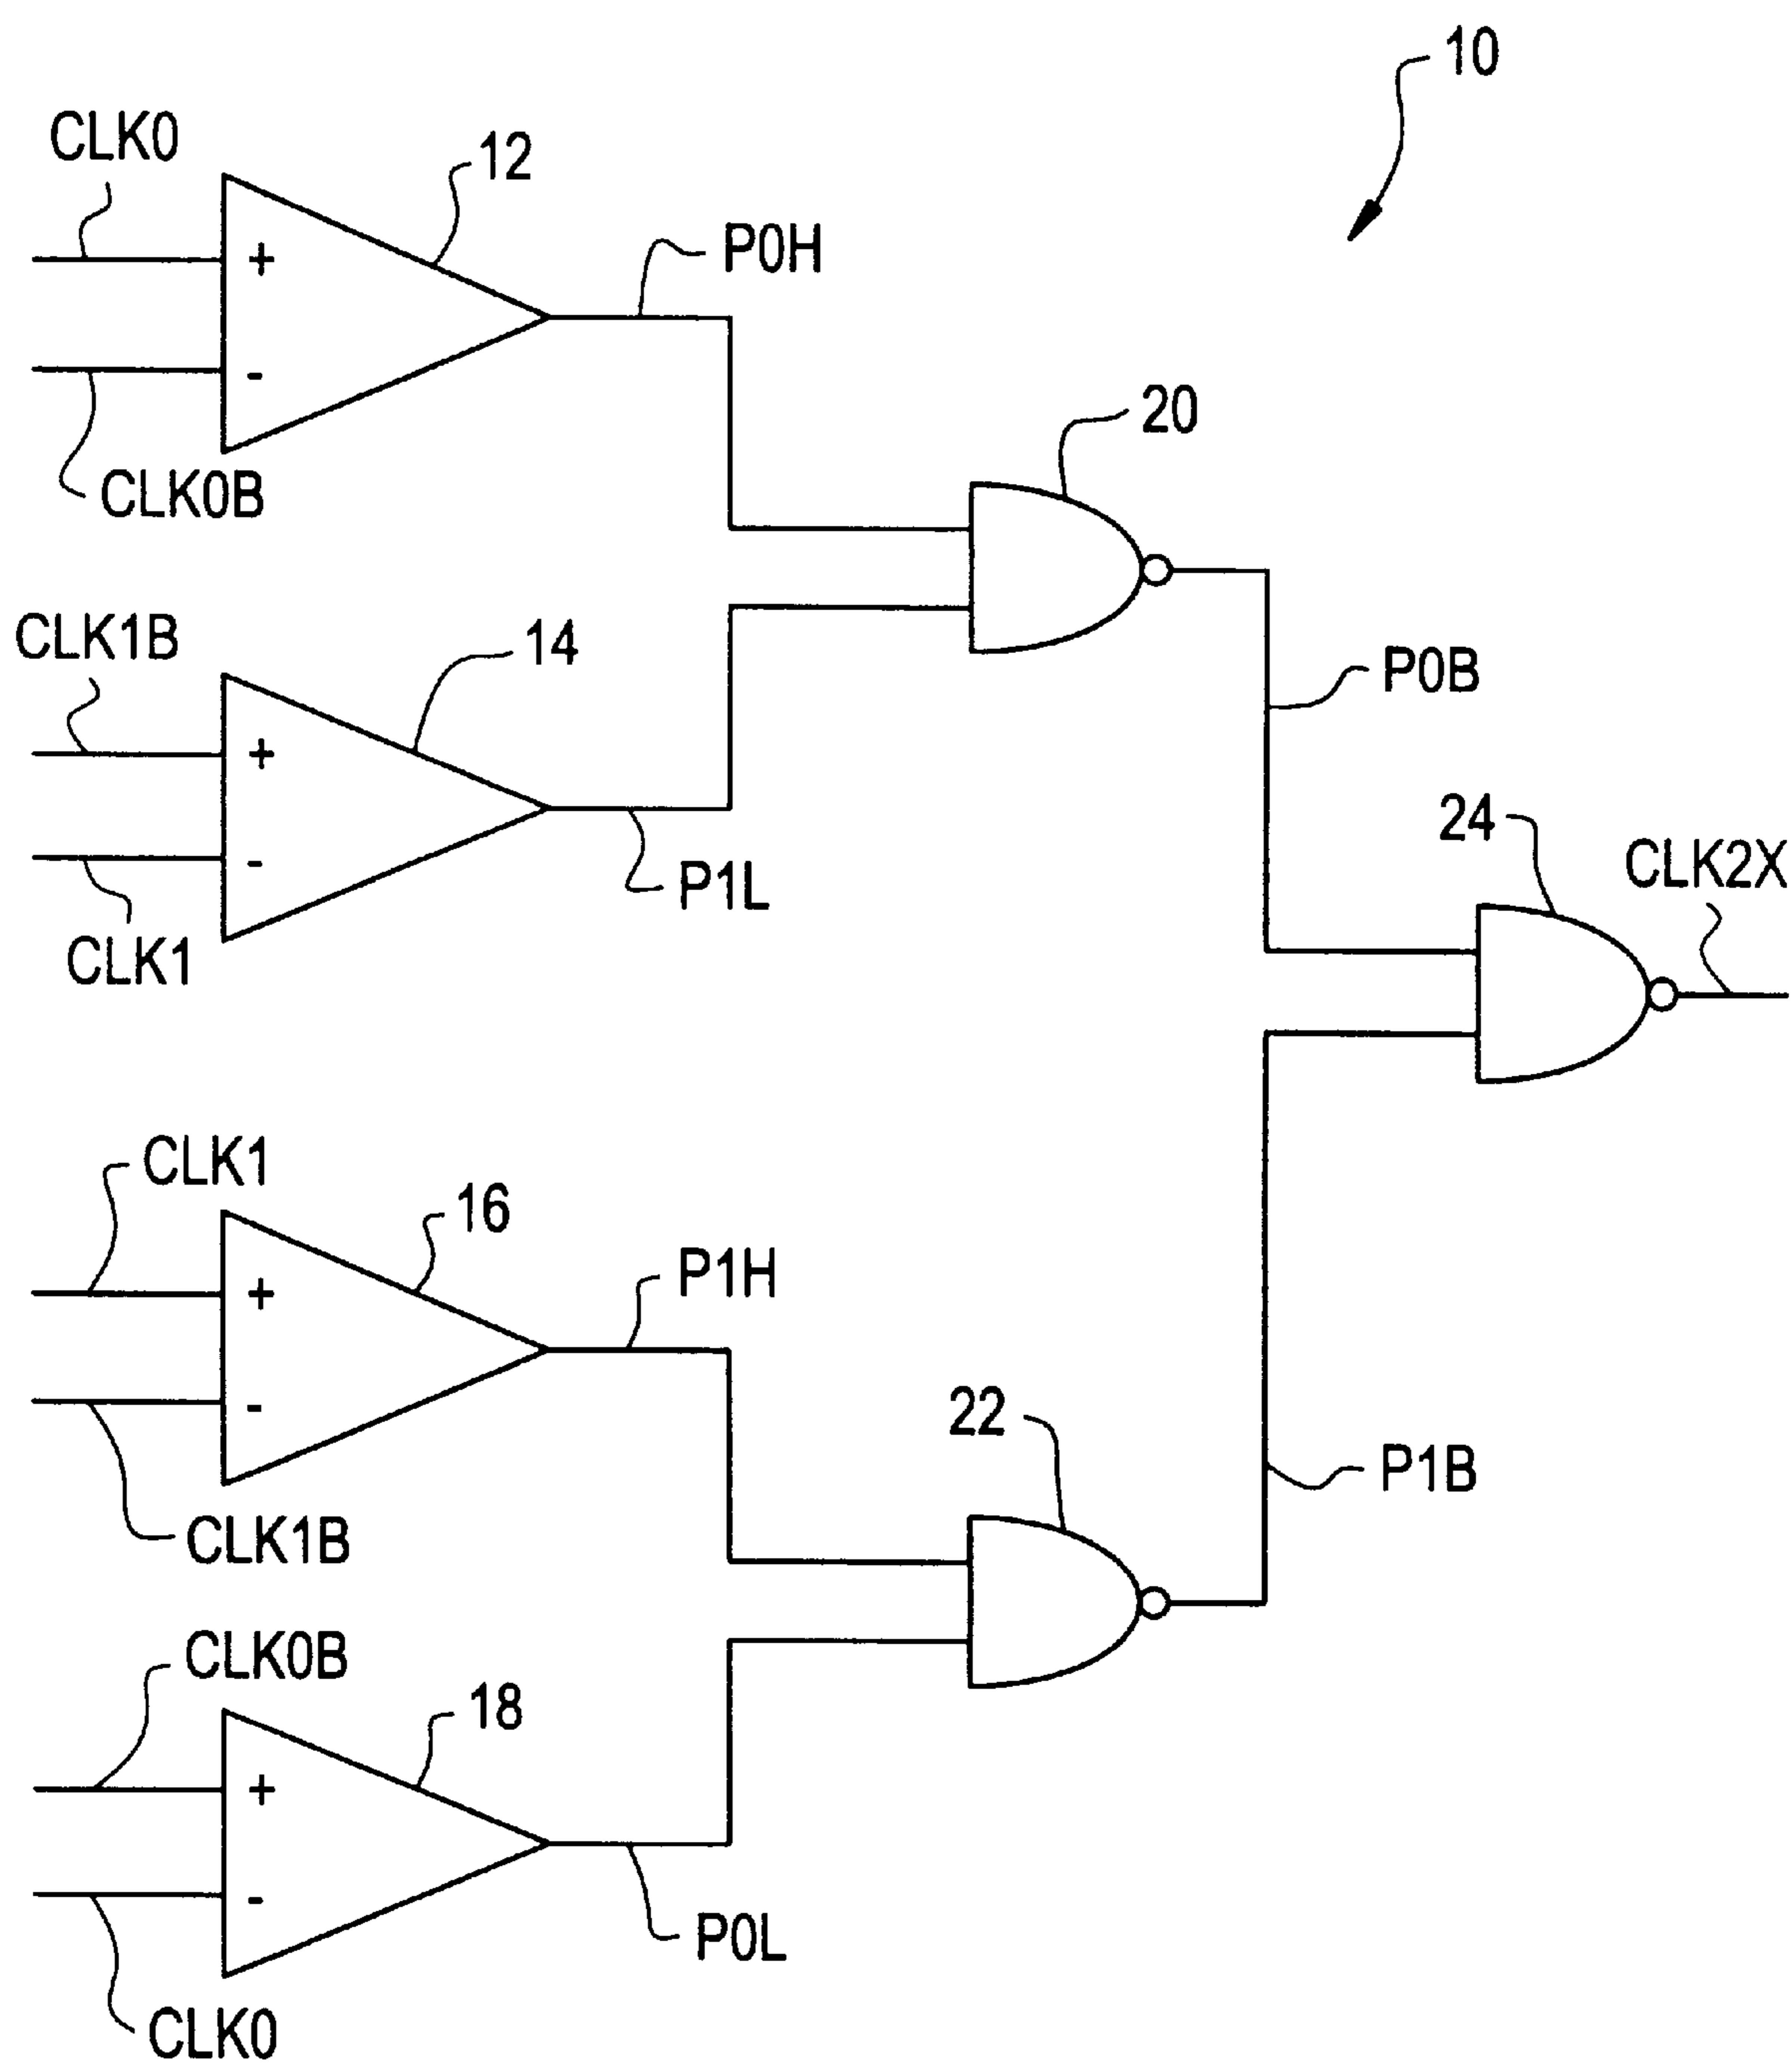 10
CLK0
12
+
P0H
-
CLK0B
20
CLK1B
14
+
P0B
-
P1L
CLK1
24
CLK2X
CLK1
16
+
P1H
-
22
CLK1B
P1B
CLK0B
18
+
-
P0L
CLK0